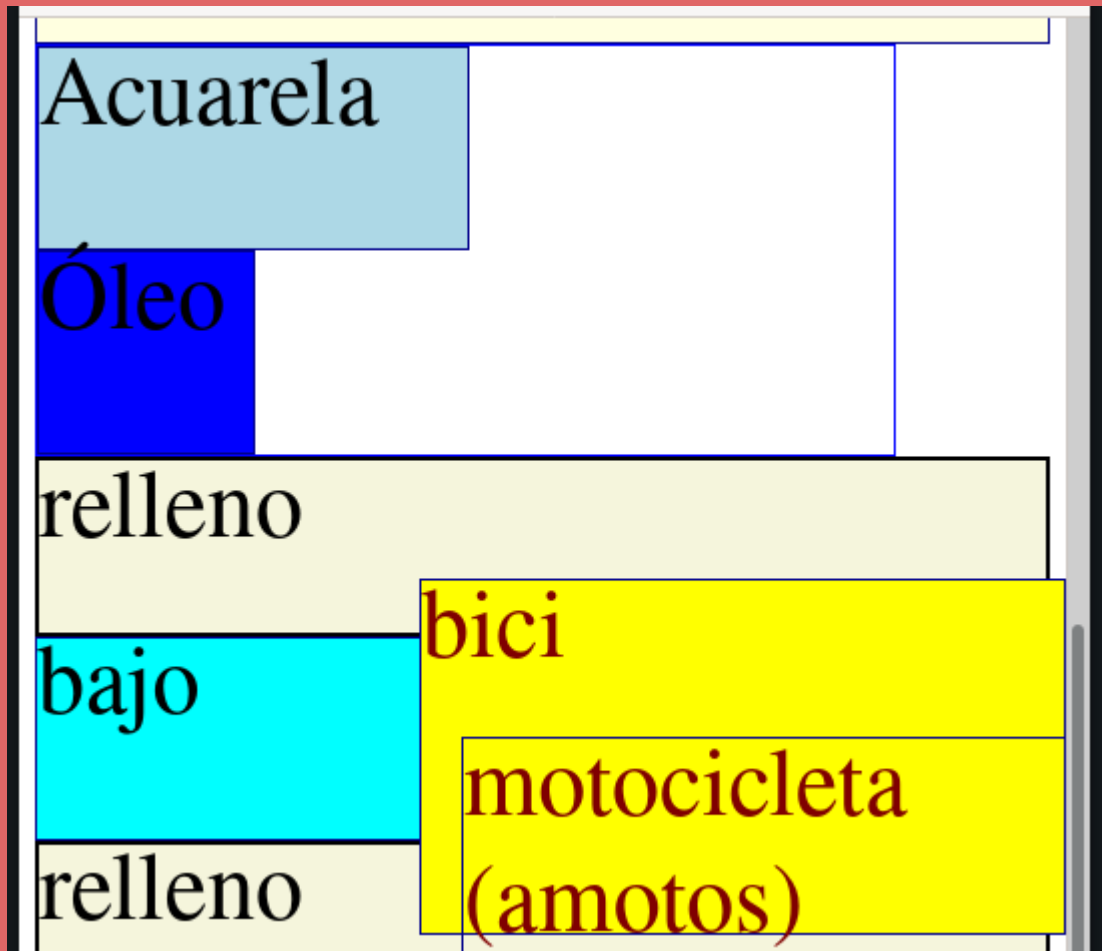 Acuarela
Óleo
relleno
bici
bajo
motocicleta
(amotos)
relleno